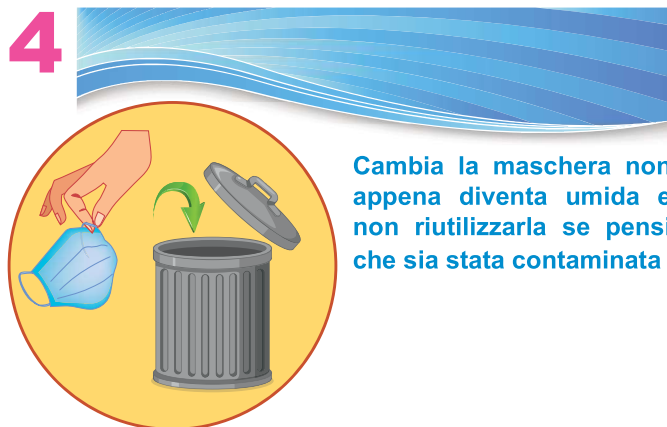 4
Cambia la maschera non
appena diventa umida e
non riutilizzarla se pensi
che sia stata contaminata